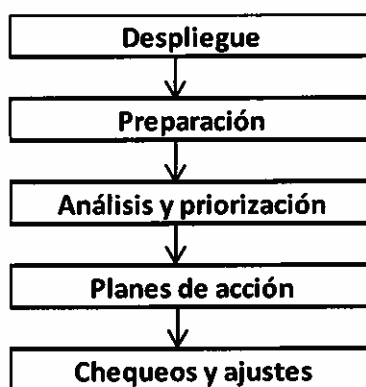 Despliegue
Preparación
Análisis y priorización
Planes de acción
Chequeos y ajustes